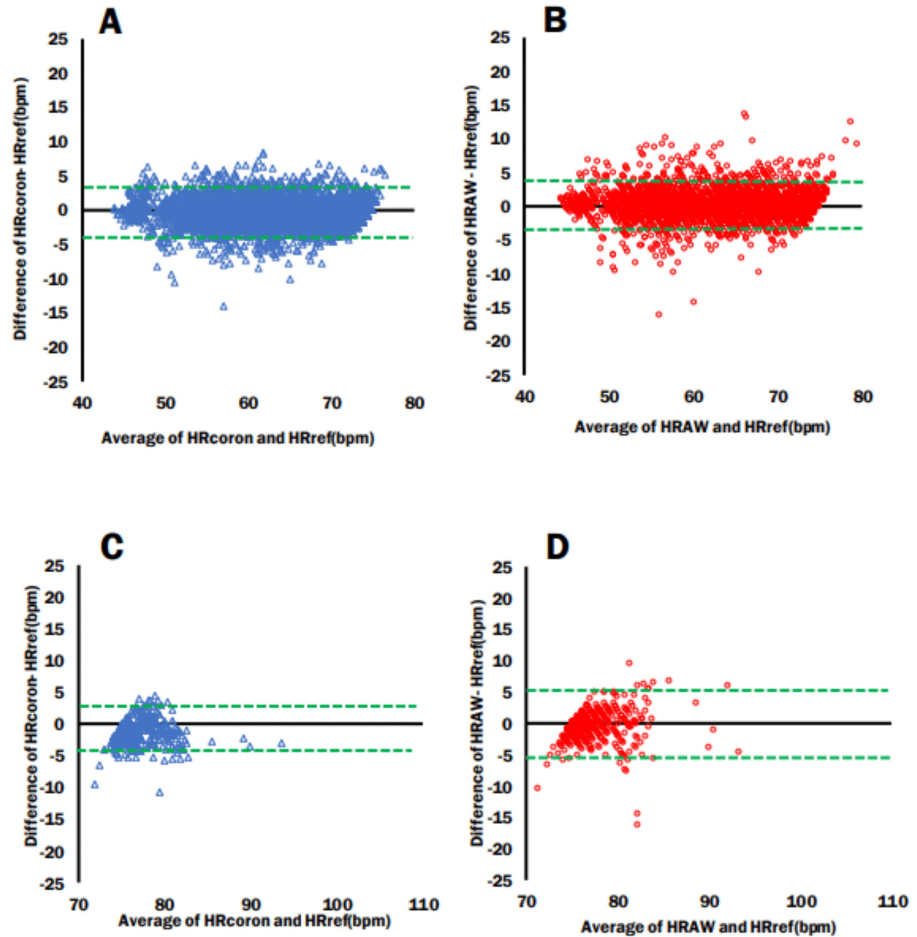 A
25
20
15
10
5
0
-5
-10
-15
-20
-25
Difference of HRcoron- HRref(bpm)
40 50 60 70 80
Average of HRcoron and HRref(bpm)
B
25
20
15
10
5
0
-5
-10
-15
-20
-25
Difference of HRAW - HRref(bpm)
40 50 60 70 80
Average of HRAW and HRref(bpm)
C
25
20
15
10
5
0
-5
-10
-15
-20
-25
Difference of HRcoron- HRref(bpm)
70 80 90 100 110
Average of HRcoron and HRref(bpm)
D
25
20
15
10
5
0
-5
-10
-15
-20
-25
Difference of HRAW- HRref(bpm)
70 80 90 100 110
Average of HRAW and HRref(bpm)